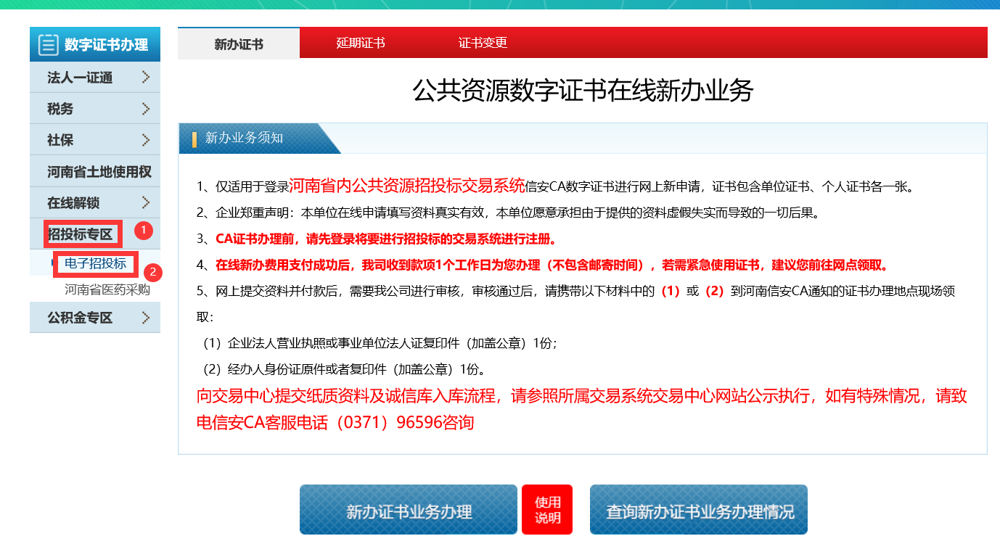 数字证书办理
法人一证通
税务
社保
河南省土地使用权
在线解锁
招投标专区
1
电子招投标
2
河南省医药采购
公积金专区
新办证书
延期证书
证书变更
公共资源数字证书在线新办业务
新办业务须知
1、仅适用于登录河南省内公共资源招投标交易系统信安CA数字证书进行网上新申请，证书包含单位证书、个人证书各一张。
2、企业郑重声明：本单位在线申请填写资料真实有效，本单位愿意承担由于提供的资料虚假失实而导致的一切后果。
3、CA证书办理前，请先登录将要进行招投标的交易系统进行注册。
4、在线新办费用支付成功后，我司收到款项1个工作日为您办理（不包含邮寄时间），若需紧急使用证书，建议您前往网点领取。
5、网上提交资料并付款后，需要我公司进行审核，审核通过后，请携带以下材料中的（1）或（2）到河南信安CA通知的证书办理地点现场领
取：
（1）企业法人营业执照或事业单位法人证复印件（加盖公章）1份；
（2）经办人身份证原件或者复印件（加盖公章）1份。
向交易中心提交纸质资料及诚信库入库流程，请参照所属交易系统交易中心网站公示执行，如有特殊情况，请致
电信安CA客服电话（0371）96596咨询
新办证书业务办理
使用
说明
查询新办证书业务办理情况